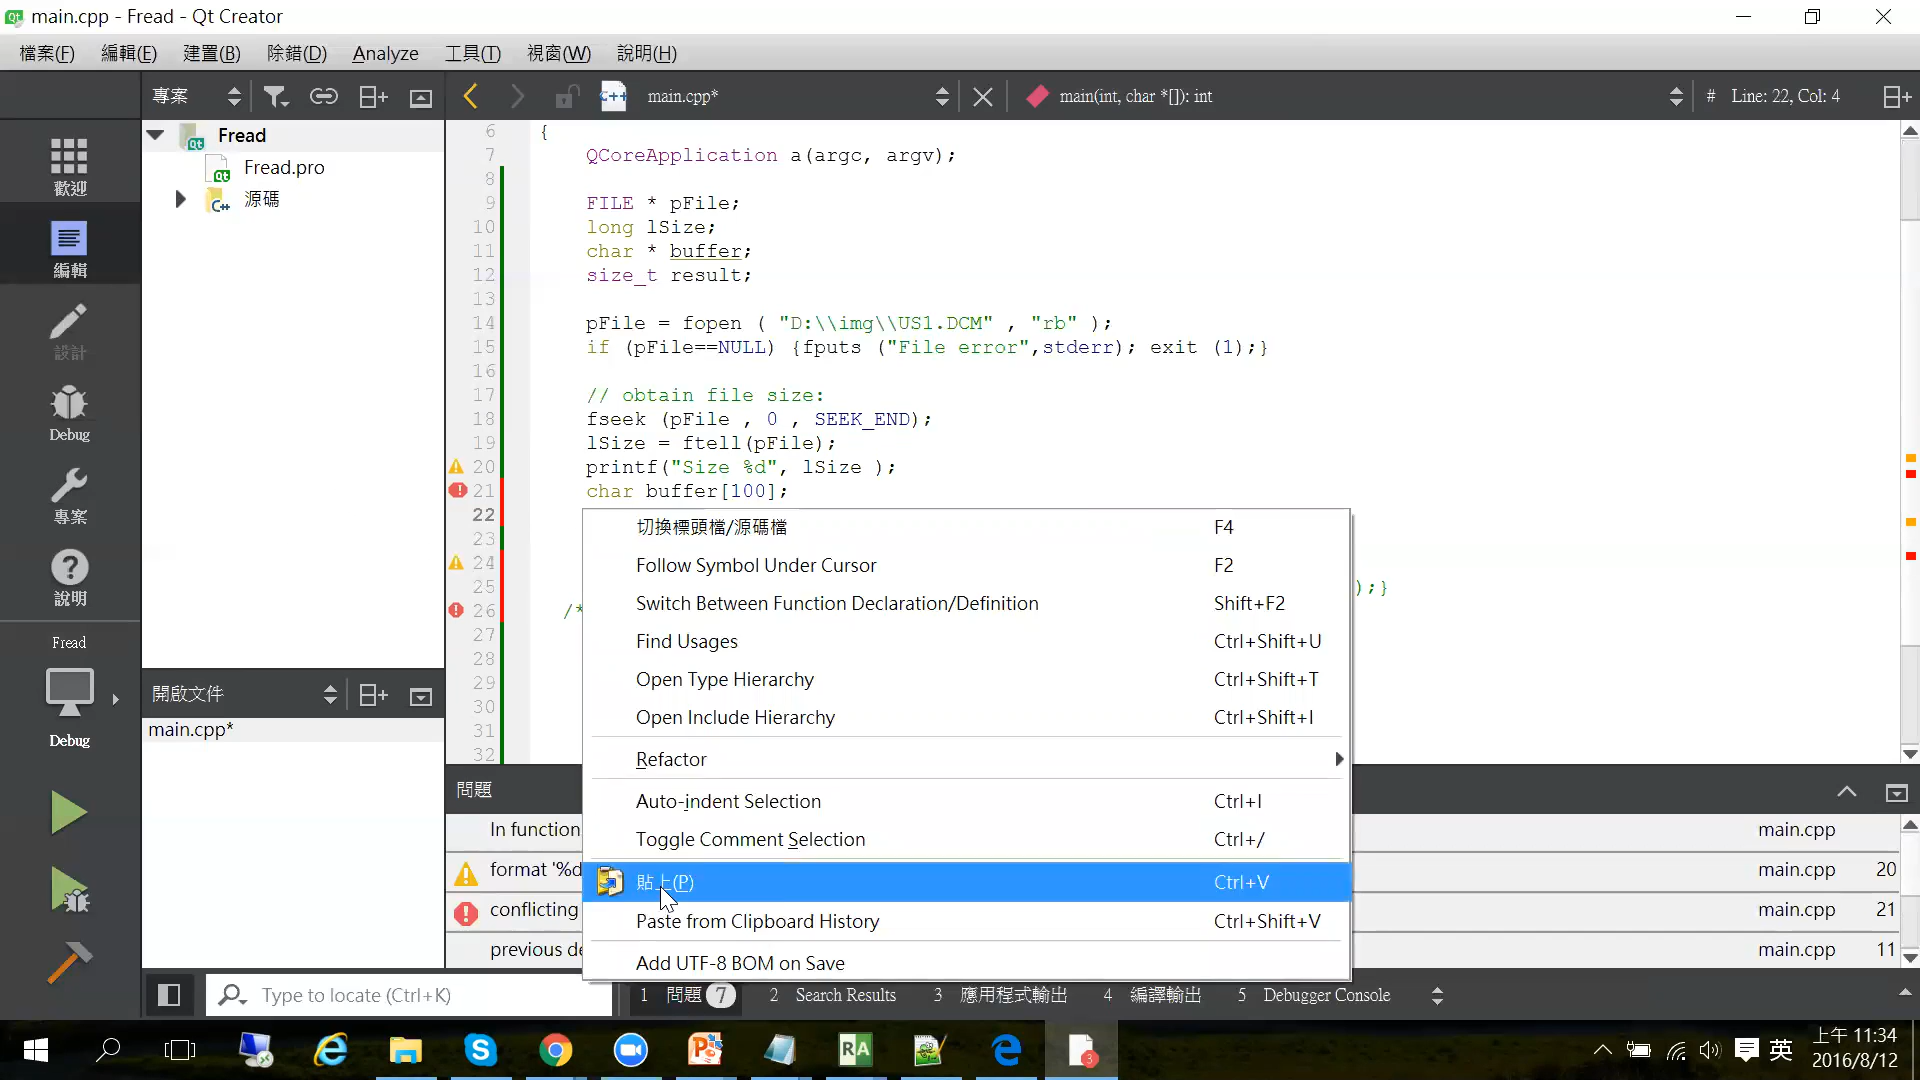 main.cpp - Fread - Qt Creator
檔案(F) 編輯(E) 建置(B) 除錯(D) Analyze 工具(T) 視窗(W) 說明(H)
專案
main.cpp*
main(int, char *[]): int
# Line: 22, Col: 4
歡迎
編輯
設計
Debug
專案
說明
Fread
Debug
Fread
Fread.pro
源碼
開啟文件
main.cpp*
6 {
7 QCoreApplication a(argc, argv);
8
9 FILE * pFile;
10 long lSize;
11 char * buffer;
12 size_t result;
13
14 pFile = fopen ( "D:\\img\\US1.DCM" , "rb" );
15 if (pFile==NULL) {fputs ("File error",stderr); exit (1);}
16
17 // obtain file size:
18 fseek (pFile , 0 , SEEK_END);
19 lSize = ftell(pFile);
20 printf("Size %d", lSize );
21 char buffer[100];
22
23
24
25 );}
26 /*
27
28
29
30
31
32
切換標頭檔/源碼檔 F4
Follow Symbol Under Cursor F2
Switch Between Function Declaration/Definition Shift+F2
Find Usages Ctrl+Shift+U
Open Type Hierarchy Ctrl+Shift+T
Open Include Hierarchy Ctrl+Shift+I
Refactor
Auto-indent Selection Ctrl+I
Toggle Comment Selection Ctrl+/
貼上(P) Ctrl+V
Paste from Clipboard History Ctrl+Shift+V
Add UTF-8 BOM on Save
問題
In function main.cpp
format '%d main.cpp 20
conflicting main.cpp 21
previous de main.cpp 11
Type to locate (Ctrl+K)
1 問題 7 2 Search Results 3 應用程式輸出 4 編譯輸出 5 Debugger Console
英
上午 11:34
2016/8/12